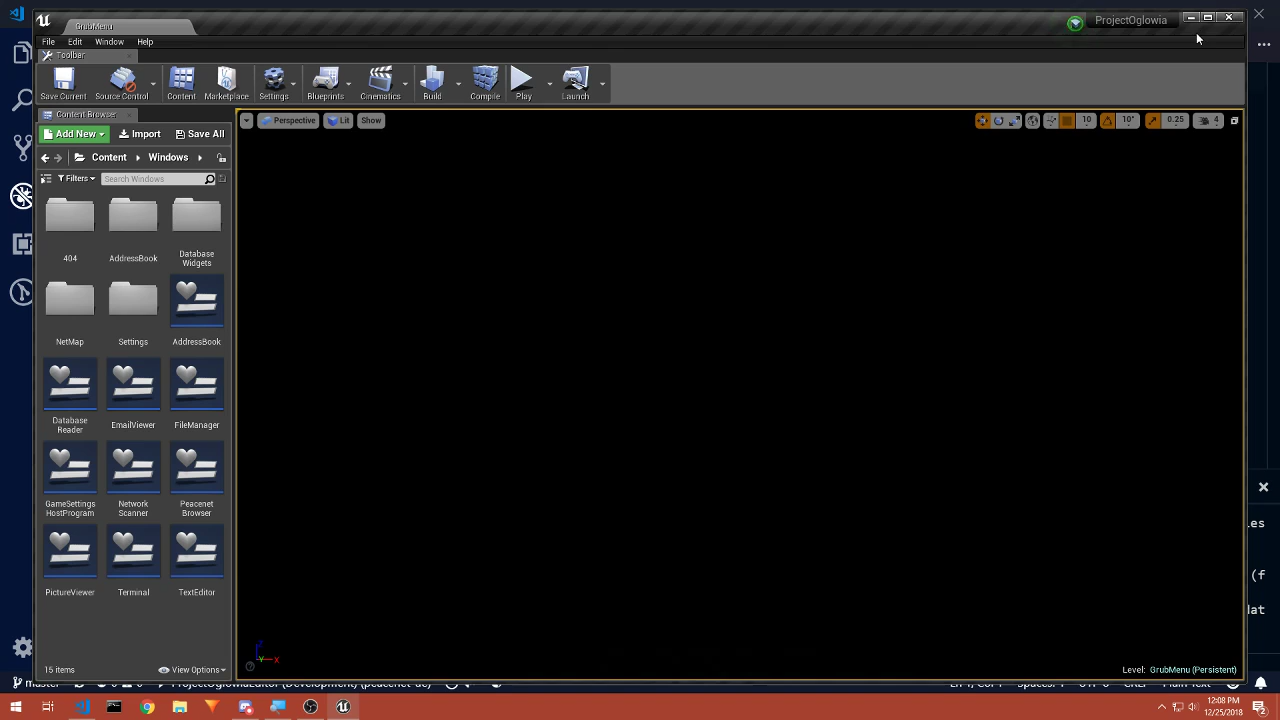 GrubMenu
ProjectOglowia
File Edit Window Help
Toolbar
Save Current Source Control Content Marketplace Settings Blueprints Cinematics Build Compile Play Launch
Content Browser
Perspective Lit Show
10 10° 0.25 4
Add New Import Save All
Content Windows
Filters Search Windows
404 AddressBook Database
Widgets
NetMap Settings AddressBook
Database
Reader EmailViewer FileManager
GameSettings
HostProgram Network
Scanner Peacenet
Browser
PictureViewer Terminal TextEditor
15 items View Options
Level: GrubMenu (Persistent)
12:08 PM
12/25/2018
2